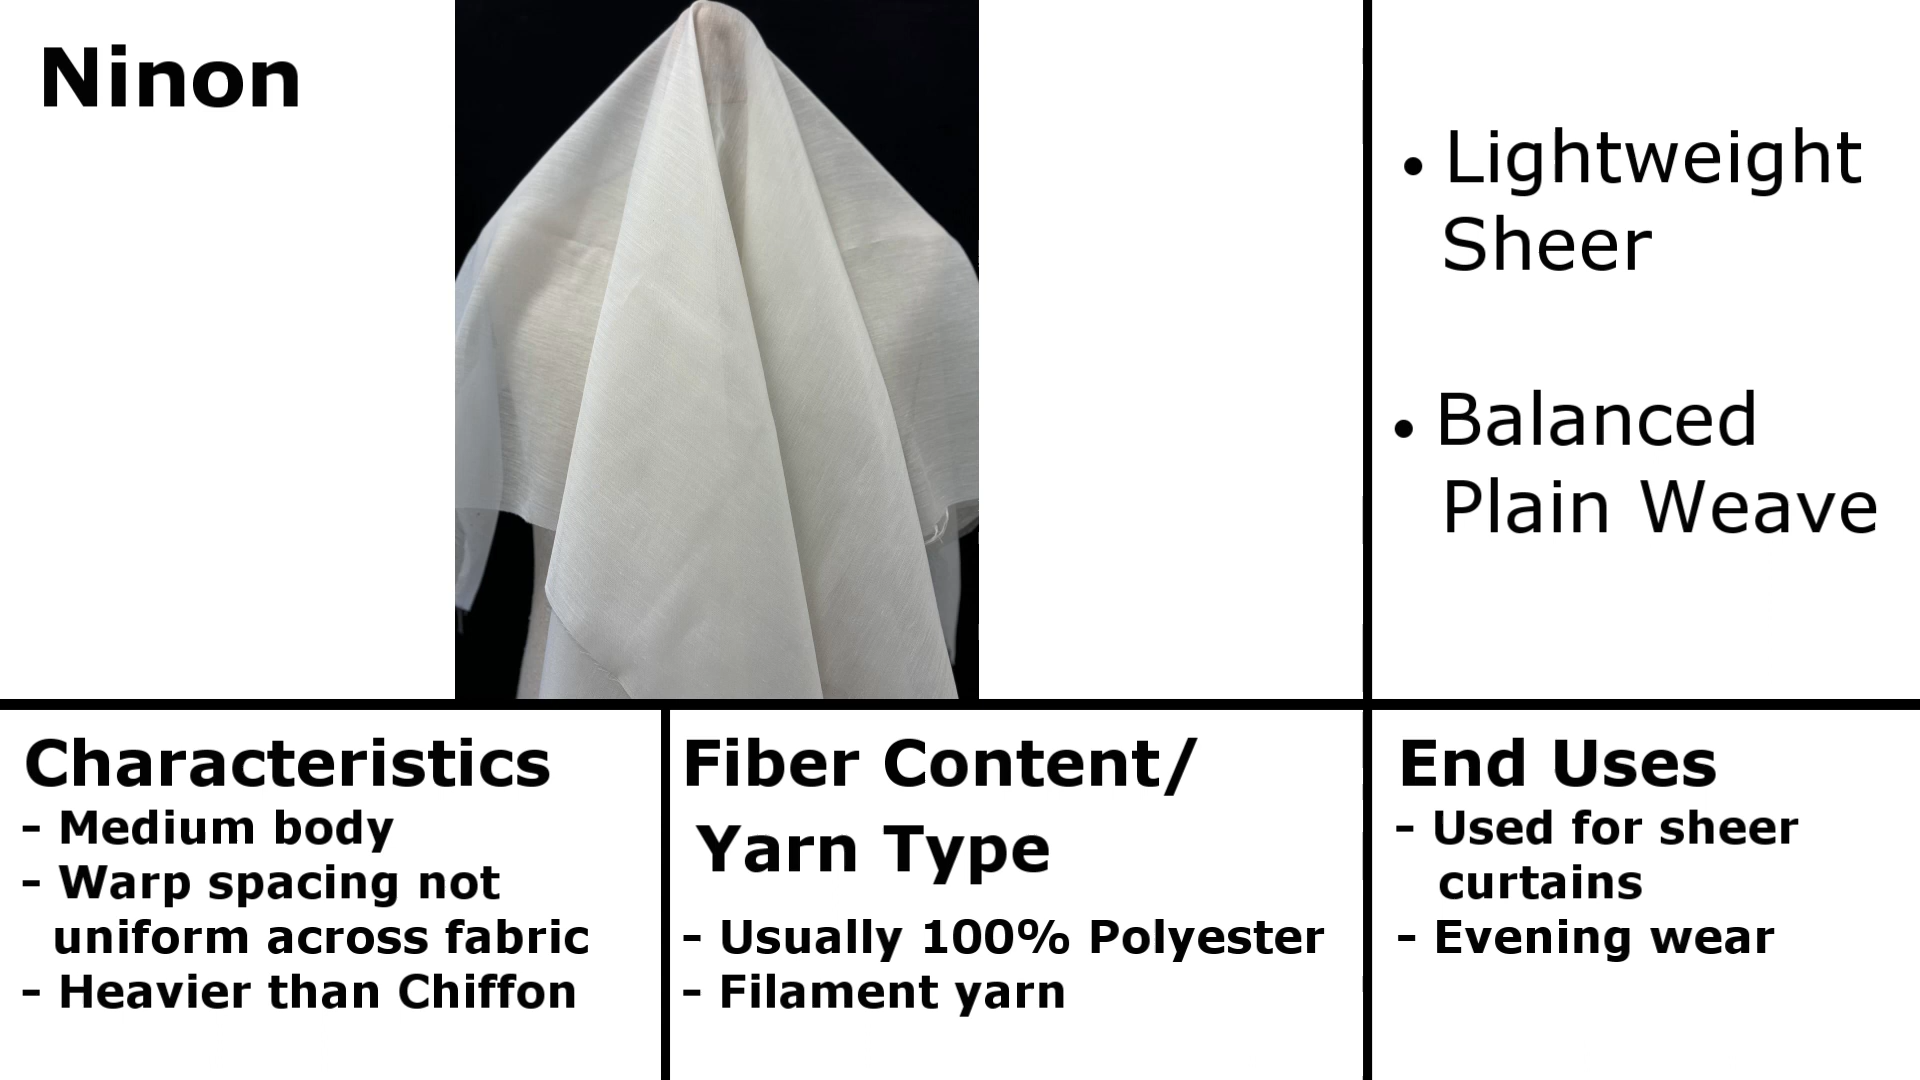 Ninon
• Lightweight
Sheer
• Balanced
Plain Weave
Characteristics
- Medium body
- Warp spacing not
uniform across fabric
- Heavier than Chiffon
Fiber Content/
Yarn Type
- Usually 100% Polyester
- Filament yarn
End Uses
- Used for sheer
curtains
- Evening wear